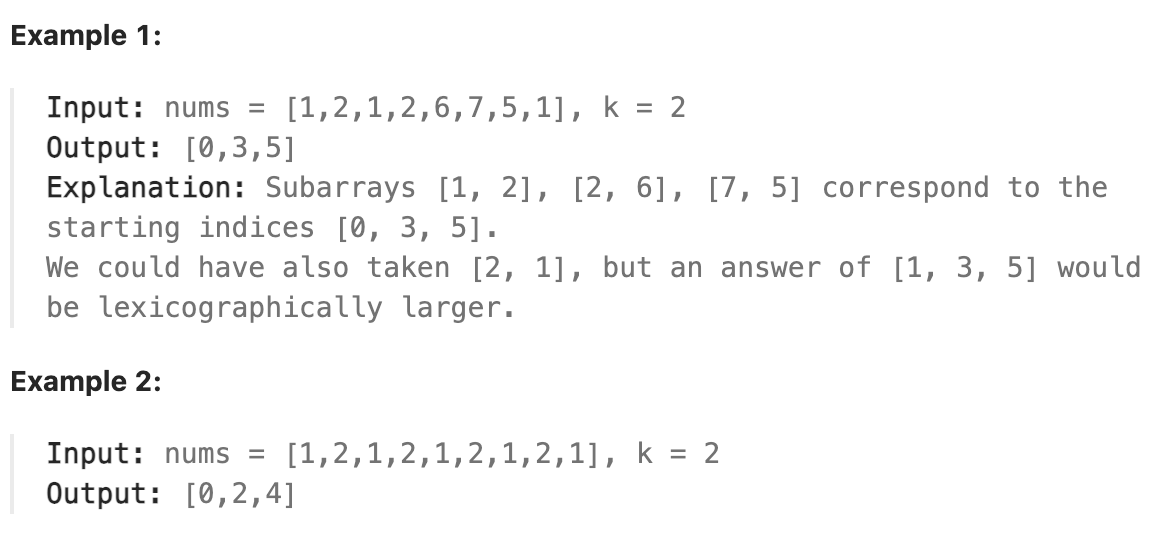 Example 1:
Input: nums = [1,2,1,2,6,7,5,1], k = 2
Output: [0,3,5]
Explanation: Subarrays [1, 2], [2, 6], [7, 5] correspond to the
starting indices [0, 3, 5].
We could have also taken [2, 1], but an answer of [1, 3, 5] would
be lexicographically larger.
Example 2:
Input: nums = [1,2,1,2,1,2,1,2,1], k = 2
Output: [0,2,4]